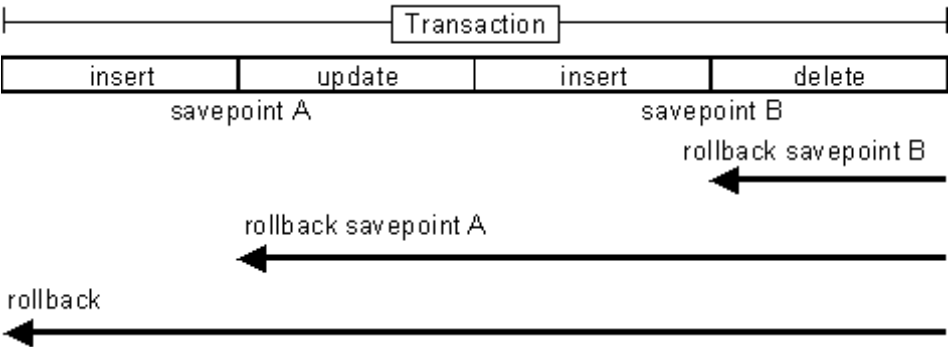 Transaction
insert update insert delete
savepoint A savepoint B
rollback savepoint B
rollback savepoint A
rollback